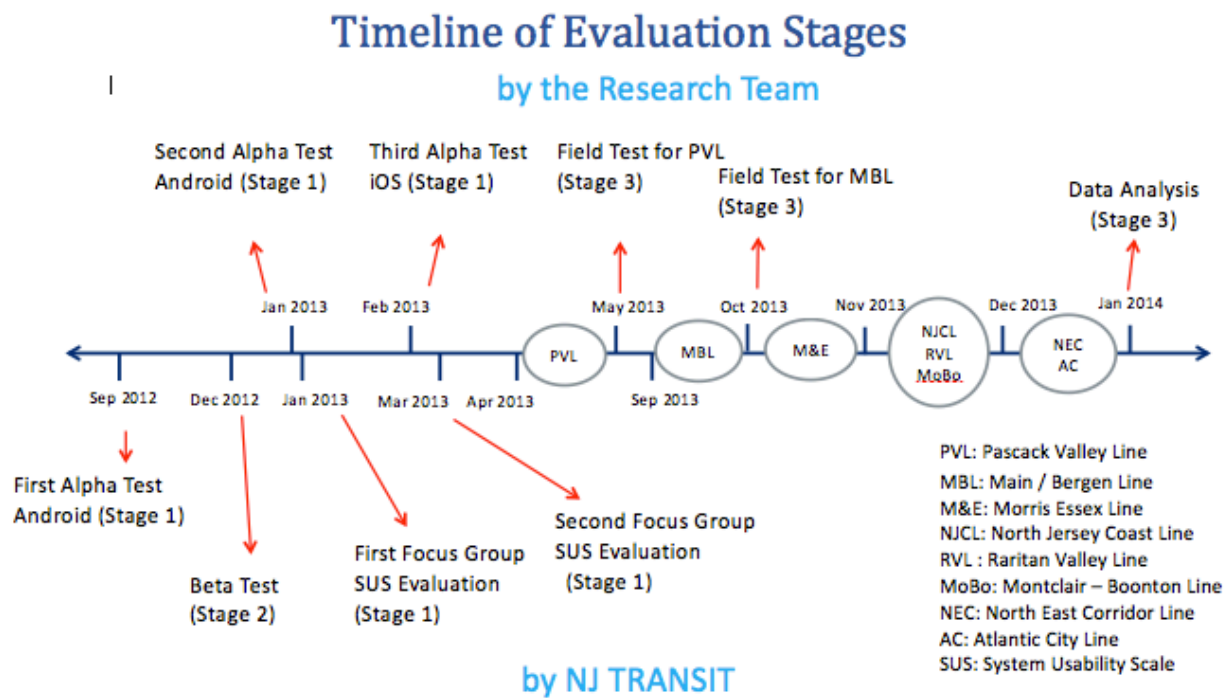 Timeline of Evaluation Stages
by the Research Team
Second Alpha Test
Android (Stage 1)
Third Alpha Test
iOS (Stage 1)
Field Test for PVL
(Stage 3)
Field Test for MBL
(Stage 3)
Data Analysis
(Stage 3)
Jan 2013
Feb 2013
May 2013
Oct 2013
Nov 2013
Dec 2013
Jan 2014
PVL
MBL
M&E
NJCL
RVL
MoBo
NEC
AC
Sep 2012
Dec 2012
Jan 2013
Mar 2013
Apr 2013
Sep 2013
First Alpha Test
Android (Stage 1)
Beta Test
(Stage 2)
First Focus Group
SUS Evaluation
(Stage 1)
Second Focus Group
SUS Evaluation
(Stage 1)
PVL: Pascack Valley Line
MBL: Main / Bergen Line
M&E: Morris Essex Line
NJCL: North Jersey Coast Line
RVL : Raritan Valley Line
MoBo: Montclair – Boonton Line
NEC: North East Corridor Line
AC: Atlantic City Line
SUS: System Usability Scale
by NJ TRANSIT